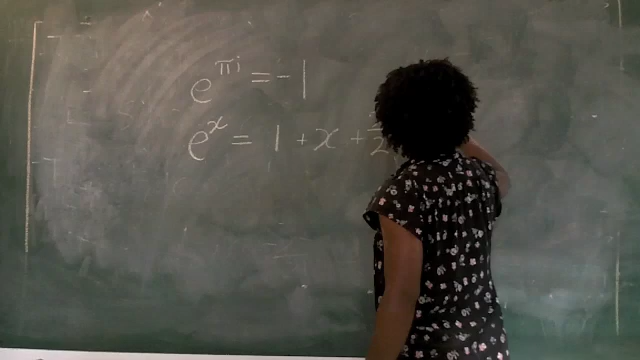 e^πi = -1
e^x = 1 + x +